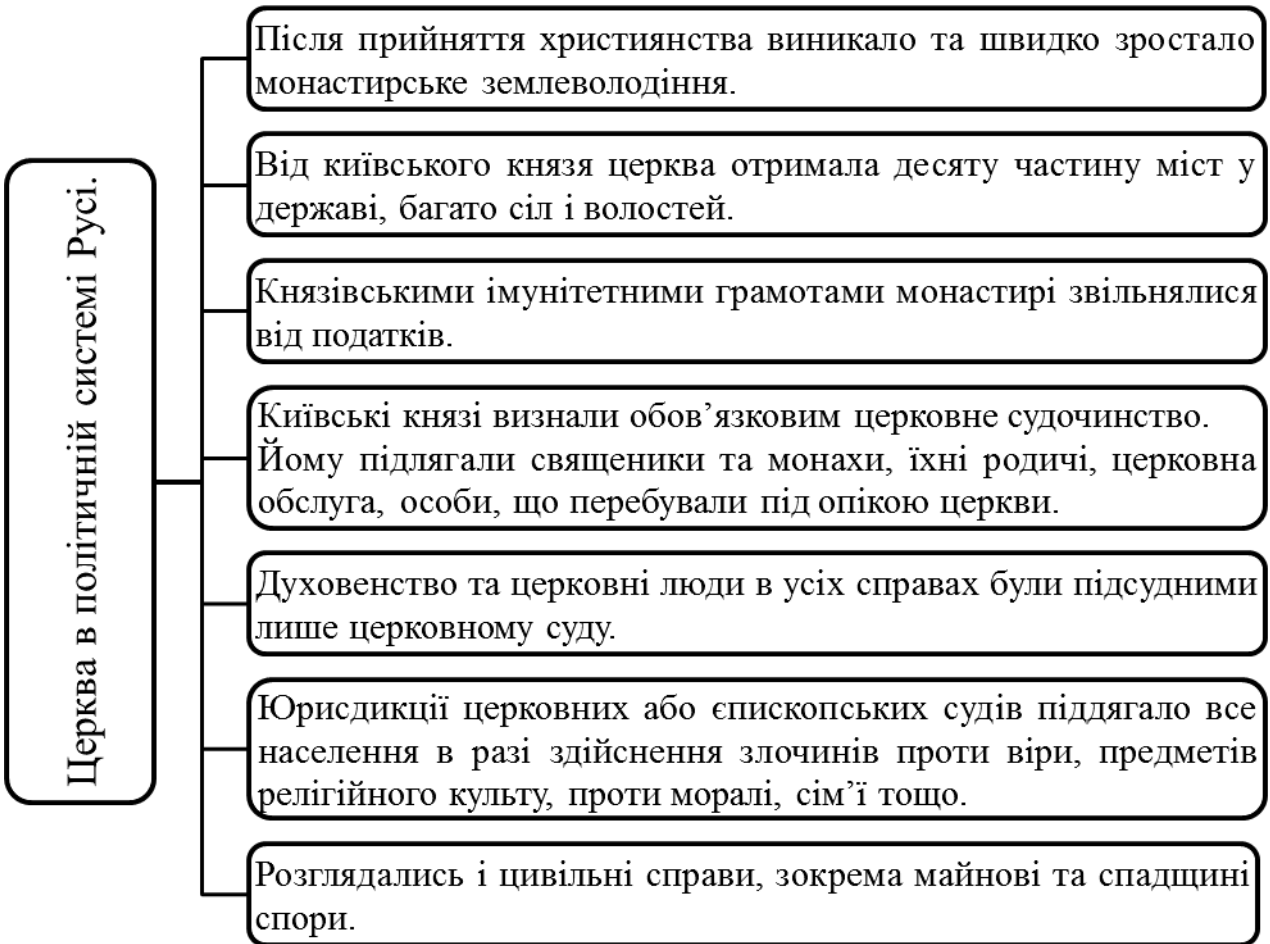 Церква в політичній системі Русі.
Після прийняття християнства виникало та швидко зростало
монастирське землеволодіння.
Від київського князя церква отримала десяту частину міст у
державі, багато сіл і волостей.
Князівськими імунітетними грамотами монастирі звільнялися
від податків.
Київські князі визнали обов’язковим церковне судочинство.
Йому підлягали священики та монахи, їхні родичі, церковна
обслуга, особи, що перебували під опікою церкви.
Духовенство та церковні люди в усіх справах були підсудними
лише церковному суду.
Юрисдикції церковних або єпископських судів піддягало все
населення в разі здійснення злочинів проти віри, предметів
релігійного культу, проти моралі, сім’ї тощо.
Розглядались і цивільні справи, зокрема майнові та спадщині
спори.